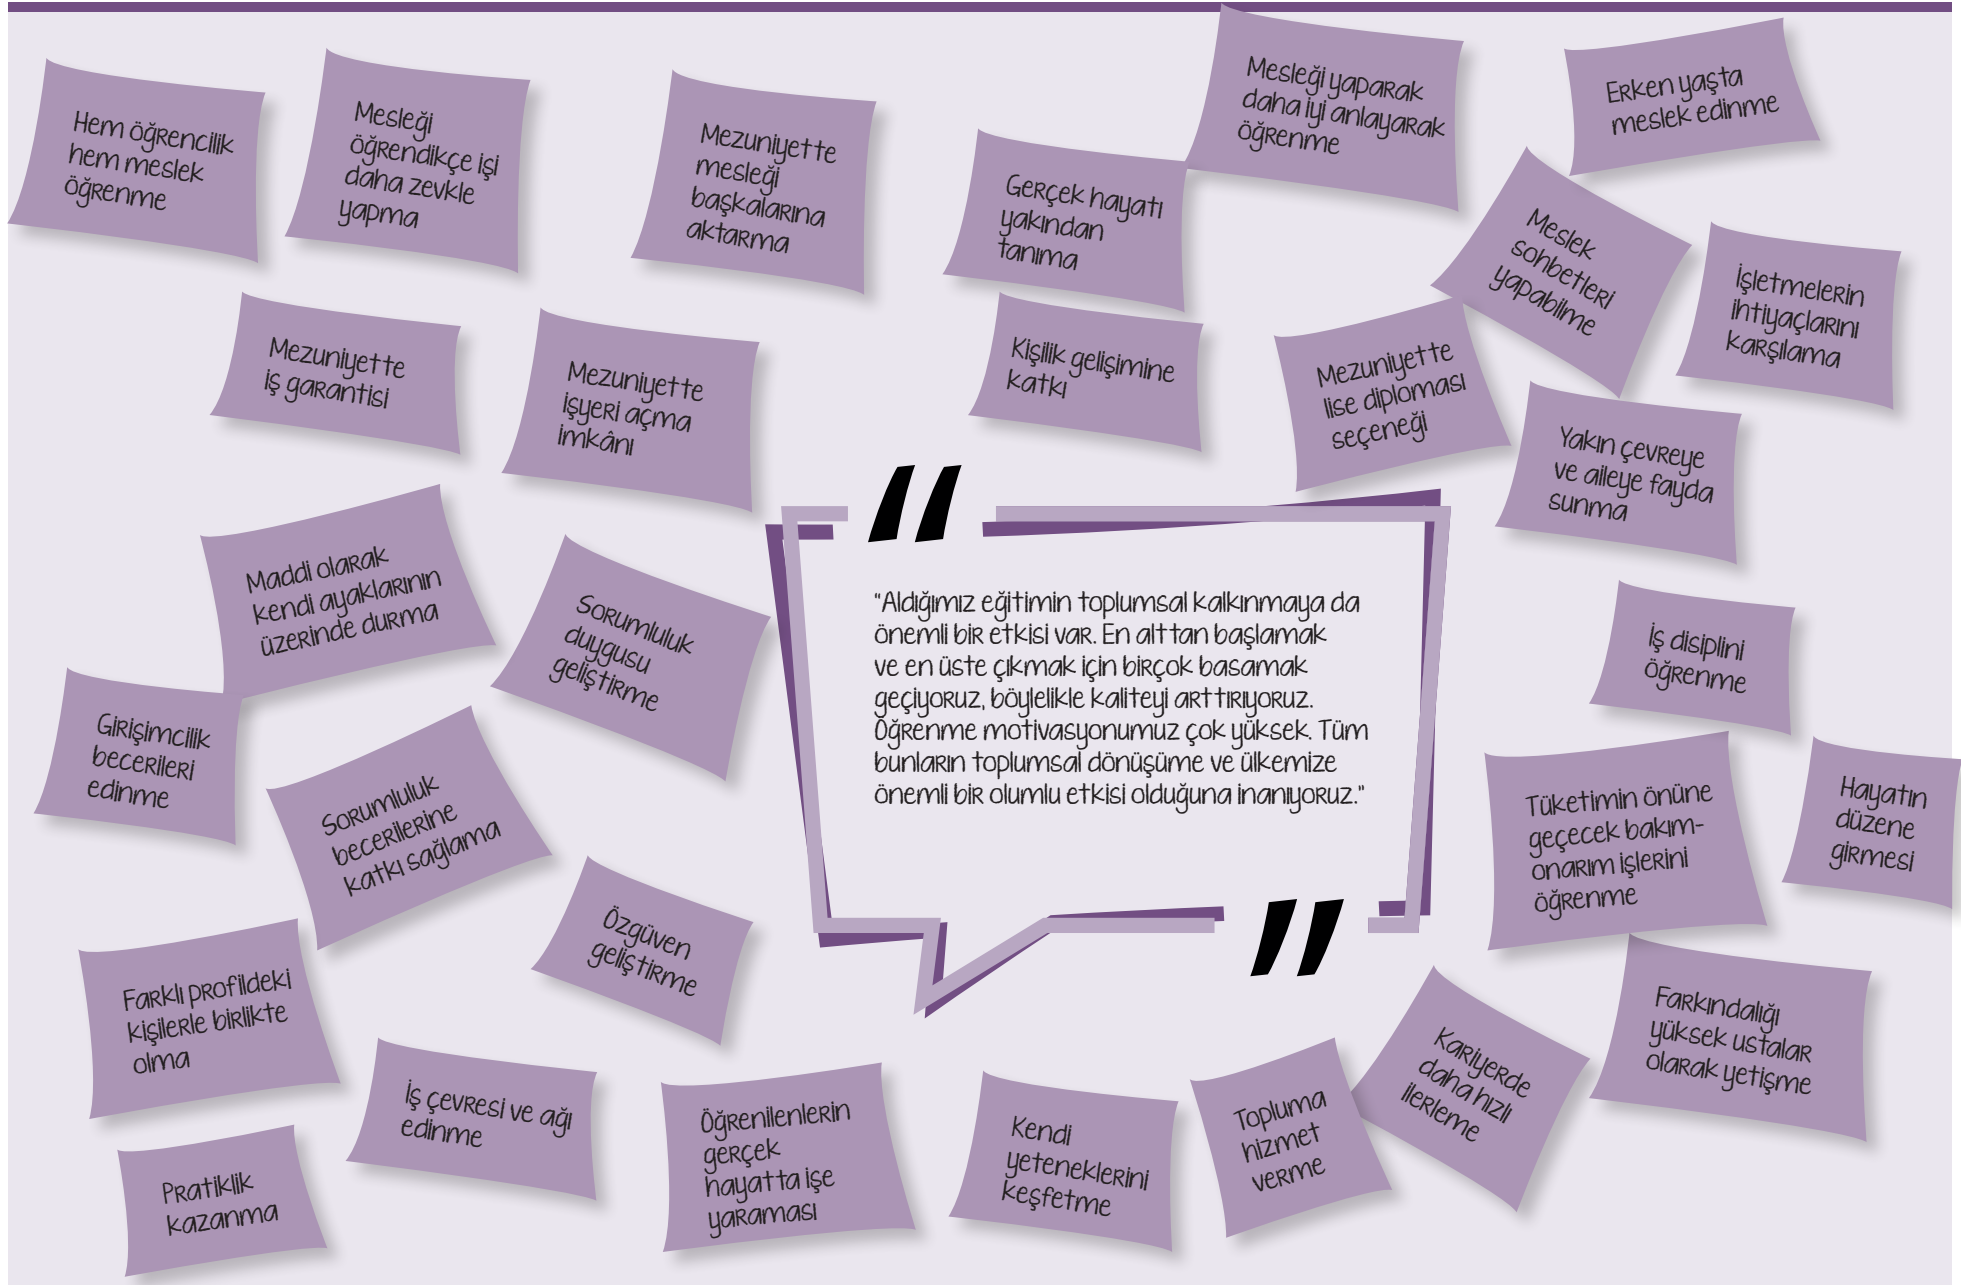 Hem öğrencilik
hem meslek
öğrenme
Mesleği
öğrendikçe işi
daha zevkle
yapma
Mezuniyette
mesleği
başkalarına
aktarma
Gerçek hayatı
yakından
tanıma
Mesleği yaparak
daha iyi anlayarak
öğrenme
Erken yaşta
meslek edinme
Meslek
sohbetleri
yapabilme
İşletmelerin
ihtiyaçlarını
karşılama
Mezuniyette
iş garantisi
Mezuniyette
işyeri açma
imkânı
Kişilik gelişimine
katkı
Mezuniyette
lise diploması
seçeneği
Yakın çevreye
ve aileye fayda
sunma
Maddi olarak
kendi ayaklarının
üzerinde durma
Sorumluluk
duygusu
geliştirme
"Aldığımız eğitimin toplumsal kalkınmaya da
önemli bir etkisi var. En alttan başlamak
ve en üste çıkmak için birçok basamak
geçiyoruz, böylelikle kaliteyi arttırıyoruz.
Öğrenme motivasyonumuz çok yüksek. Tüm
bunların toplumsal dönüşüme ve ülkemize
önemli bir olumlu etkisi olduğuna inanıyoruz."
İş disiplini
öğrenme
Girişimcilik
becerileri
edinme
Sorumluluk
becerilerine
katkı sağlama
Tüketimin önüne
geçecek bakım-
onarım işlerini
öğrenme
Hayatın
düzene
girmesi
Özgüven
geliştirme
Farklı profildeki
kişilerle birlikte
olma
Farkındalığı
yüksek ustalar
olarak yetişme
Kariyerde
daha hızlı
ilerleme
İş çevresi ve ağı
edinme
Öğrenilenlerin
gerçek
hayatta işe
yaraması
Kendi
yeteneklerini
keşfetme
Topluma
hizmet
verme
Pratiklik
kazanma